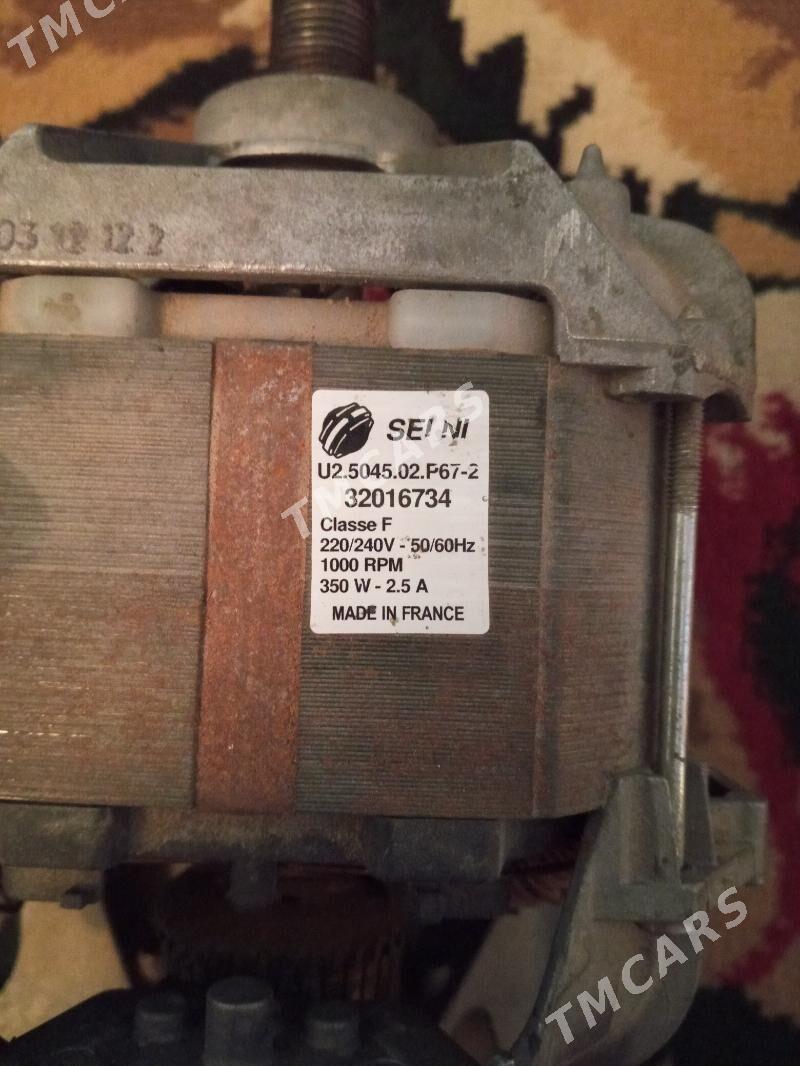 TMCARS
03 12 12 2
SELNI
U2.5045.02.P67-2
32016734
TMCARS
Classe F
220/240V - 50/60Hz
1000 RPM
350 W - 2.5 A
MADE IN FRANCE
TMCARS